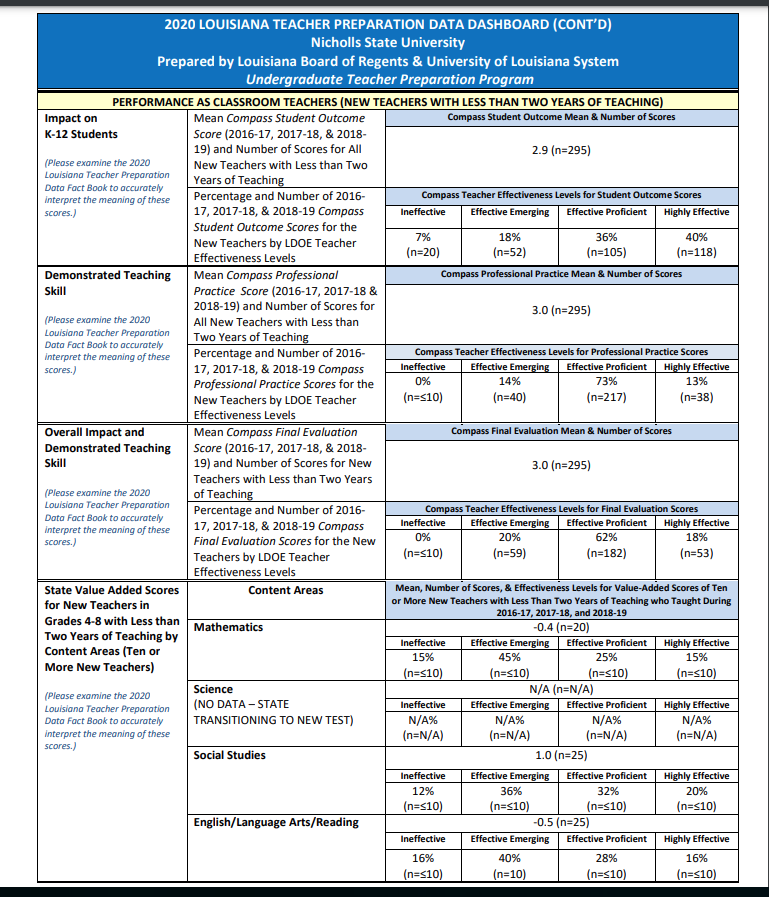 2020 LOUISIANA TEACHER PREPARATION DATA DASHBOARD (CONT’D)
Nicholls State University
Prepared by Louisiana Board of Regents & University of Louisiana System
Undergraduate Teacher Preparation Program
PERFORMANCE AS CLASSROOM TEACHERS (NEW TEACHERS WITH LESS THAN TWO YEARS OF TEACHING)
Impact on
K-12 Students
(Please examine the 2020
Louisiana Teacher Preparation
Data Fact Book to accurately
interpret the meaning of these
scores.)
Mean Compass Student Outcome
Score (2016-17, 2017-18, & 2018-
19) and Number of Scores for All
New Teachers with Less than Two
Years of Teaching
Compass Student Outcome Mean & Number of Scores
2.9 (n=295)
Percentage and Number of 2016-
17, 2017-18, & 2018-19 Compass
Student Outcome Scores for the
New Teachers by LDOE Teacher
Effectiveness Levels
Compass Teacher Effectiveness Levels for Student Outcome Scores
Ineffective Effective Emerging Effective Proficient Highly Effective
7% 18% 36% 40%
(n=20) (n=52) (n=105) (n=118)
Demonstrated Teaching
Skill
(Please examine the 2020
Louisiana Teacher Preparation
Data Fact Book to accurately
interpret the meaning of these
scores.)
Mean Compass Professional
Practice Score (2016-17, 2017-18 &
2018-19) and Number of Scores for
All New Teachers with Less than
Two Years of Teaching
Compass Professional Practice Mean & Number of Scores
3.0 (n=295)
Percentage and Number of 2016-
17, 2017-18, & 2018-19 Compass
Professional Practice Scores for the
New Teachers by LDOE Teacher
Effectiveness Levels
Compass Teacher Effectiveness Levels for Professional Practice Scores
Ineffective Effective Emerging Effective Proficient Highly Effective
0% 14% 73% 13%
(n=≤10) (n=40) (n=217) (n=38)
Overall Impact and
Demonstrated Teaching
Skill
(Please examine the 2020
Louisiana Teacher Preparation
Data Fact Book to accurately
interpret the meaning of these
scores.)
Mean Compass Final Evaluation
Score (2016-17, 2017-18, & 2018-
19) and Number of Scores for New
Teachers with Less than Two Years
of Teaching
Compass Final Evaluation Mean & Number of Scores
3.0 (n=295)
Percentage and Number of 2016-
17, 2017-18, & 2018-19 Compass
Final Evaluation Scores for the New
Teachers by LDOE Teacher
Effectiveness Levels
Compass Teacher Effectiveness Levels for Final Evaluation Scores
Ineffective Effective Emerging Effective Proficient Highly Effective
0% 20% 62% 18%
(n=≤10) (n=59) (n=182) (n=53)
State Value Added Scores
for New Teachers in
Grades 4-8 with Less than
Two Years of Teaching by
Content Areas (Ten or
More New Teachers)
(Please examine the 2020
Louisiana Teacher Preparation
Data Fact Book to accurately
interpret the meaning of these
scores.)
Content Areas
Mean, Number of Scores, & Effectiveness Levels for Value-Added Scores of Ten
or More New Teachers with Less Than Two Years of Teaching who Taught During
2016-17, 2017-18, and 2018-19
Mathematics
-0.4 (n=20)
Ineffective Effective Emerging Effective Proficient Highly Effective
15% 45% 25% 15%
(n=≤10) (n=≤10) (n=≤10) (n=≤10)
Science
(NO DATA – STATE
TRANSITIONING TO NEW TEST)
N/A (n=N/A)
Ineffective Effective Emerging Effective Proficient Highly Effective
N/A% N/A% N/A% N/A%
(n=N/A) (n=N/A) (n=N/A) (n=N/A)
Social Studies
1.0 (n=25)
Ineffective Effective Emerging Effective Proficient Highly Effective
12% 36% 32% 20%
(n=≤10) (n=≤10) (n=≤10) (n=≤10)
English/Language Arts/Reading
-0.5 (n=25)
Ineffective Effective Emerging Effective Proficient Highly Effective
16% 40% 28% 16%
(n=≤10) (n=10) (n=≤10) (n=≤10)